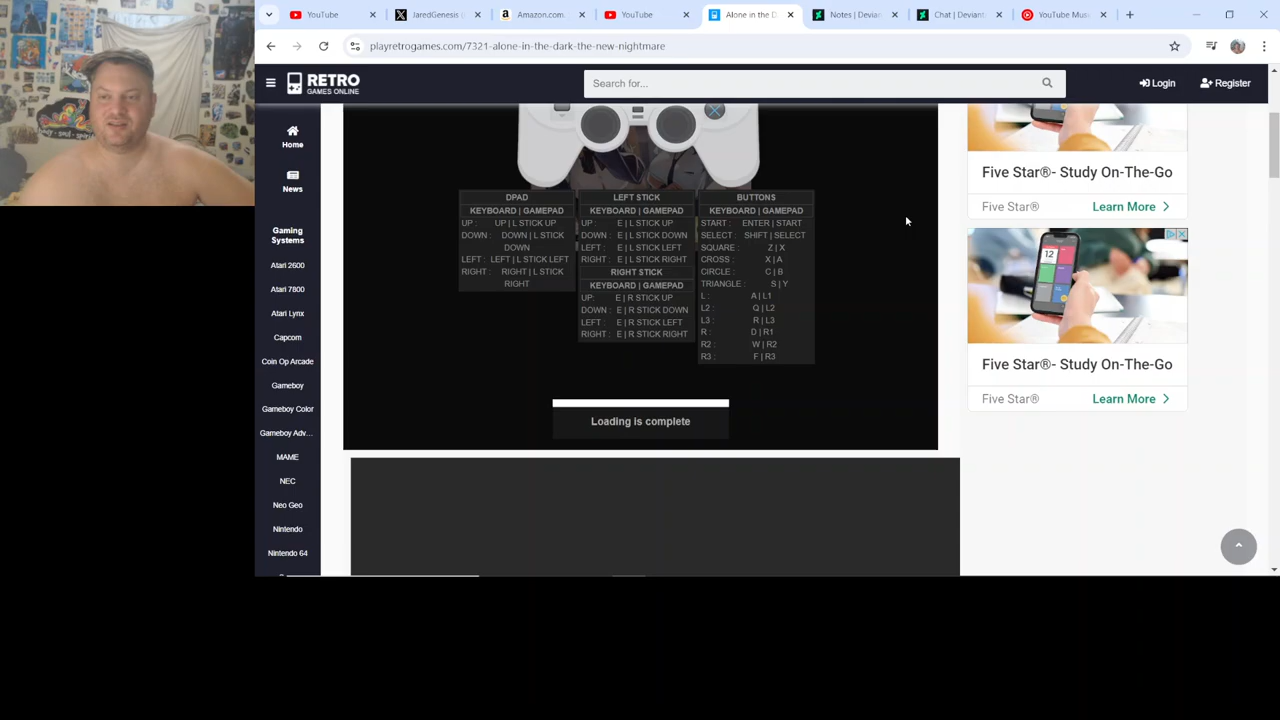 YouTube
JaredGenesis (
Amazon.com
YouTube
Alone in the D
Notes | Devian
Chat | Deviant
YouTube Mus
playretrogames.com/7321-alone-in-the-dark-the-new-nightmare
RETRO
GAMES ONLINE
Search for...
Login
Register
Home
News
Gaming
Systems
Atari 2600
Atari 7800
Atari Lynx
Capcom
Coin Op Arcade
Gameboy
Gameboy Color
Gameboy Adv...
MAME
NEC
Neo Geo
Nintendo
Nintendo 64
DPAD
KEYBOARD | GAMEPAD
UP : UP | L STICK UP
DOWN : DOWN | L STICK
DOWN
LEFT : LEFT | L STICK LEFT
RIGHT : RIGHT | L STICK
RIGHT
LEFT STICK
KEYBOARD | GAMEPAD
UP : E | L STICK UP
DOWN : E | L STICK DOWN
LEFT : E | L STICK LEFT
RIGHT : E | L STICK RIGHT
RIGHT STICK
KEYBOARD | GAMEPAD
UP: E | R STICK UP
DOWN : E | R STICK DOWN
LEFT : E | R STICK LEFT
RIGHT : E | R STICK RIGHT
BUTTONS
KEYBOARD | GAMEPAD
START : ENTER | START
SELECT : SHIFT | SELECT
SQUARE : Z | X
CROSS : X | A
CIRCLE : C | B
TRIANGLE : S | Y
L : A | L1
L2 : Q | L2
L3 : R | L3
R : D | R1
R2 : W | R2
R3 : F | R3
Loading is complete
Five Star®- Study On-The-Go
Five Star®
Learn More
12
Five Star®- Study On-The-Go
Five Star®
Learn More